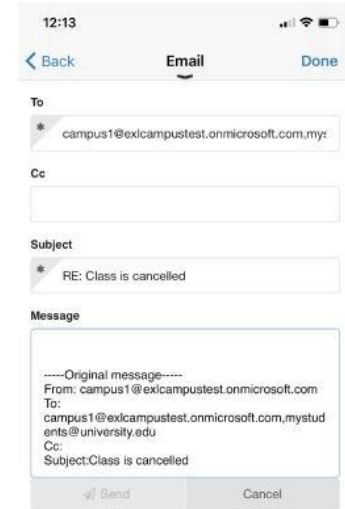 12:13
Back Email Done
To
* campus1@exlcampustest.onmicrosoft.com,mys
Cc
Subject
* RE: Class is cancelled
Message
-----Original message-----
From: campus1@exlcampustest.onmicrosoft.com
To:
campus1@exlcampustest.onmicrosoft.com,mystud
ents@university.edu
Cc:
Subject:Class is cancelled
Send Cancel